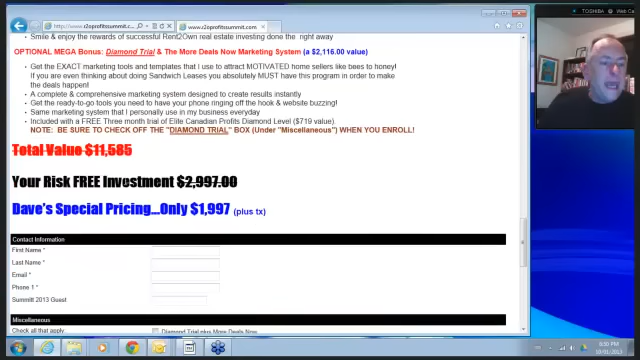 TOSHIBA
Web Ca
http://www.r2oprofitssummit.c...
www.r2oprofitssummit.com
Smile & enjoy the rewards of successful Rent2Own real estate investing done the right away
OPTIONAL MEGA Bonus: Diamond Trial & The More Deals Now Marketing System (a $2,116.00 value)
Get the EXACT marketing tools and templates that I use to attract MOTIVATED home sellers like bees to honey!
If you are even thinking about doing Sandwich Leases you absolutely MUST have this program in order to make
the deals happen!
A complete & comprehensive marketing system designed to create results instantly
Get the ready-to-go tools you need to have your phone ringing off the hook & website buzzing!
Same marketing system that I personally use in my business everyday
Included with a FREE Three month trial of Elite Canadian Profits Diamond Level ($719 value)
NOTE: BE SURE TO CHECK OFF THE "DIAMOND TRIAL" BOX (Under "Miscellaneous") WHEN YOU ENROLL!
Total Value $11,585
Your Risk FREE Investment $2,997.00
Dave's Special Pricing...Only $1,997 (plus tx)
Contact Information
First Name *
Last Name *
Email *
Phone 1 *
Summitt 2013 Guest
Miscellaneous
Check all that apply: Diamond Trial plus More Deals Now
6:50 PM
10/01/2013